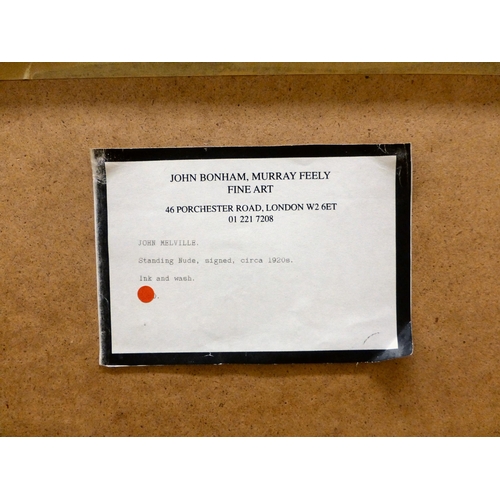 JOHN BONHAM, MURRAY FEELY
FINE ART
46 PORCHESTER ROAD, LONDON W2 6ET
01 221 7208
JOHN MELVILLE.
Standing Nude, signed, circa 1920s.
Ink and wash.